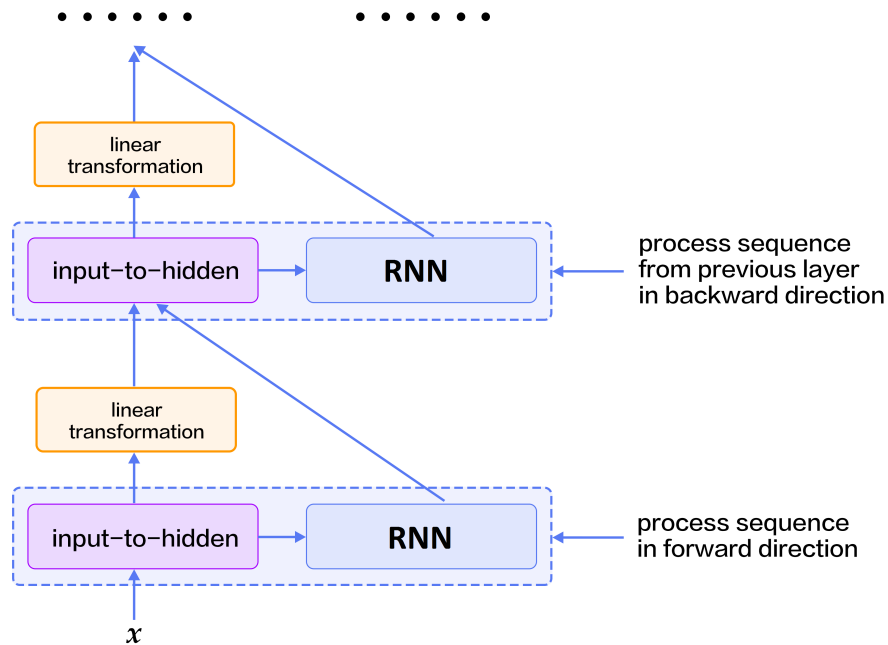 linear
transformation
input-to-hidden
RNN
process sequence
from previous layer
in backward direction
linear
transformation
input-to-hidden
RNN
process sequence
in forward direction
x